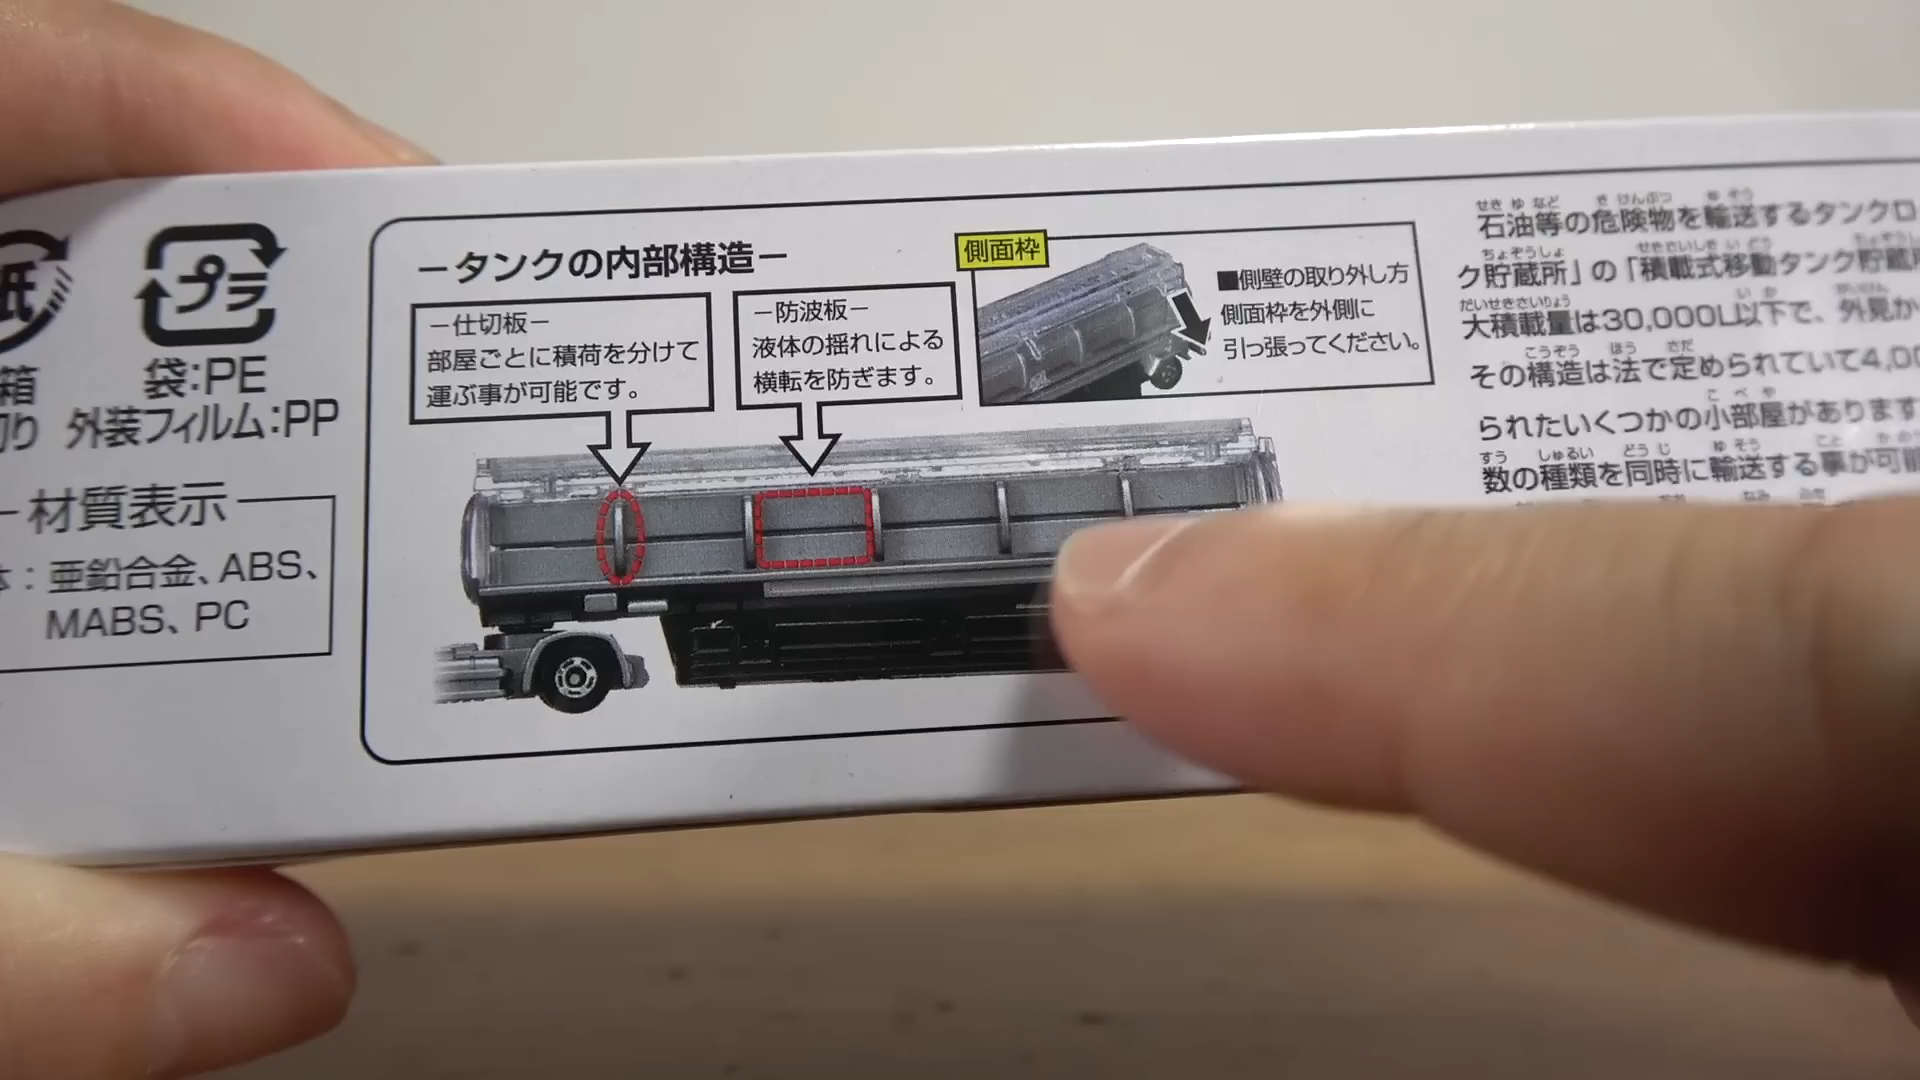 紙
箱
切り
プラ
袋:PE
外装フィルム:PP
材質表示
体:亜鉛合金、ABS、
MABS、PC
ータンクの内部構造ー
ー仕切板ー
部屋ごとに積荷を分けて
運ぶ事が可能です。
ー防波板ー
液体の揺れによる
横転を防ぎます。
側面枠
■側壁の取り外し方
側面枠を外側に
引っ張ってください。
せきゆなど きけんぶつ ゆそう
石油等の危険物を輸送するタンクロ
ちょぞうしょ せきさいしきいどう ちょぞうし
ク貯蔵所」の「積載式移動タンク貯蔵所
だいせきさいりょう いか がいけん
大積載量は30,000L以下で、外見か
こうぞう ほう さだ
その構造は法で定められていて4,00
こべや
られたいくつかの小部屋があります
すう しゅるい どうじ ゆそう こと かのう
数の種類を同時に輸送する事が可能